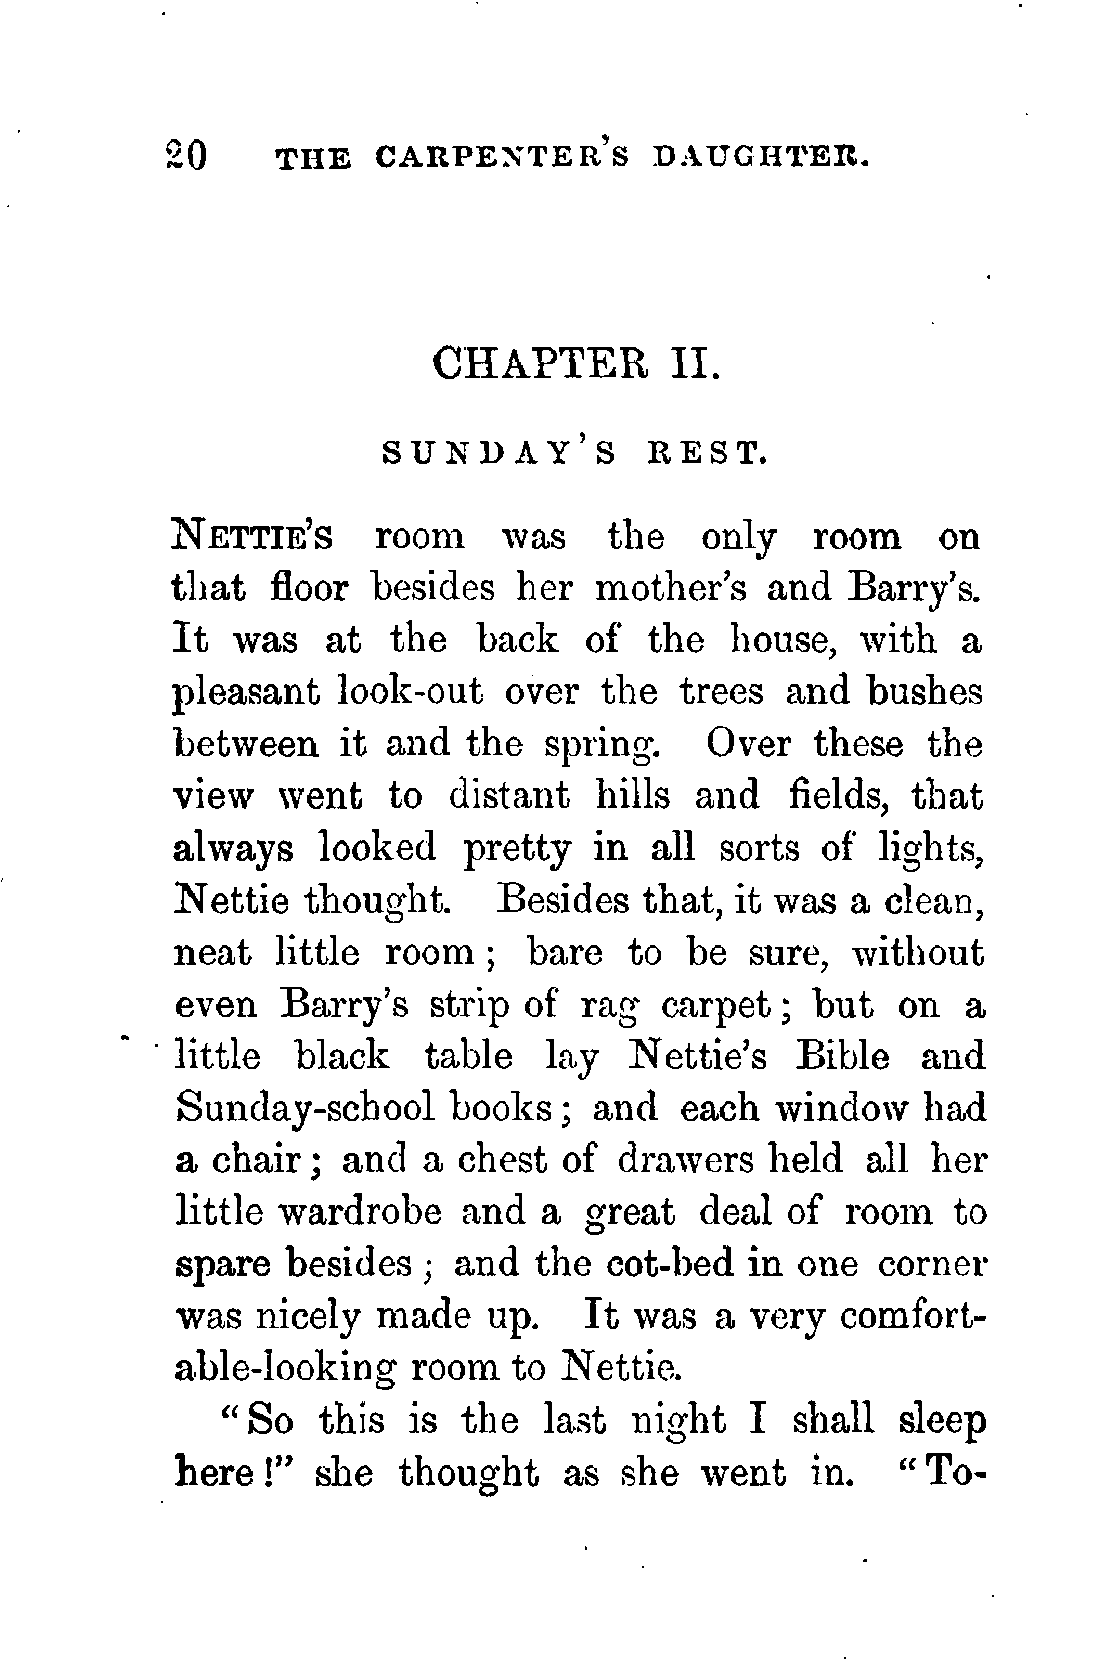 20 THE CARPENTER'S DAUGHTER.
CHAPTER II.
SUNDAY'S REST.
NETTIE'S room was the only room on
that floor besides her mother's and Barry's.
It was at the back of the house, with a
pleasant look-out over the trees and bushes
between it and the spring. Over these the
view went to distant hills and fields, that
always looked pretty in all sorts of lights,
Nettie thought. Besides that, it was a clean,
neat little room ; bare to be sure, without
even Barry's strip of rag carpet ; but on a
little black table lay Nettie's Bible and
Sunday-school books ; and each window had
a chair ; and a chest of drawers held all her
little wardrobe and a great deal of room to
spare besides ; and the cot-bed in one corner
was nicely made up. It was a very comfort-
able-looking room to Nettie.
“So this is the last night I shall sleep
here !” she thought as she went in. “To-